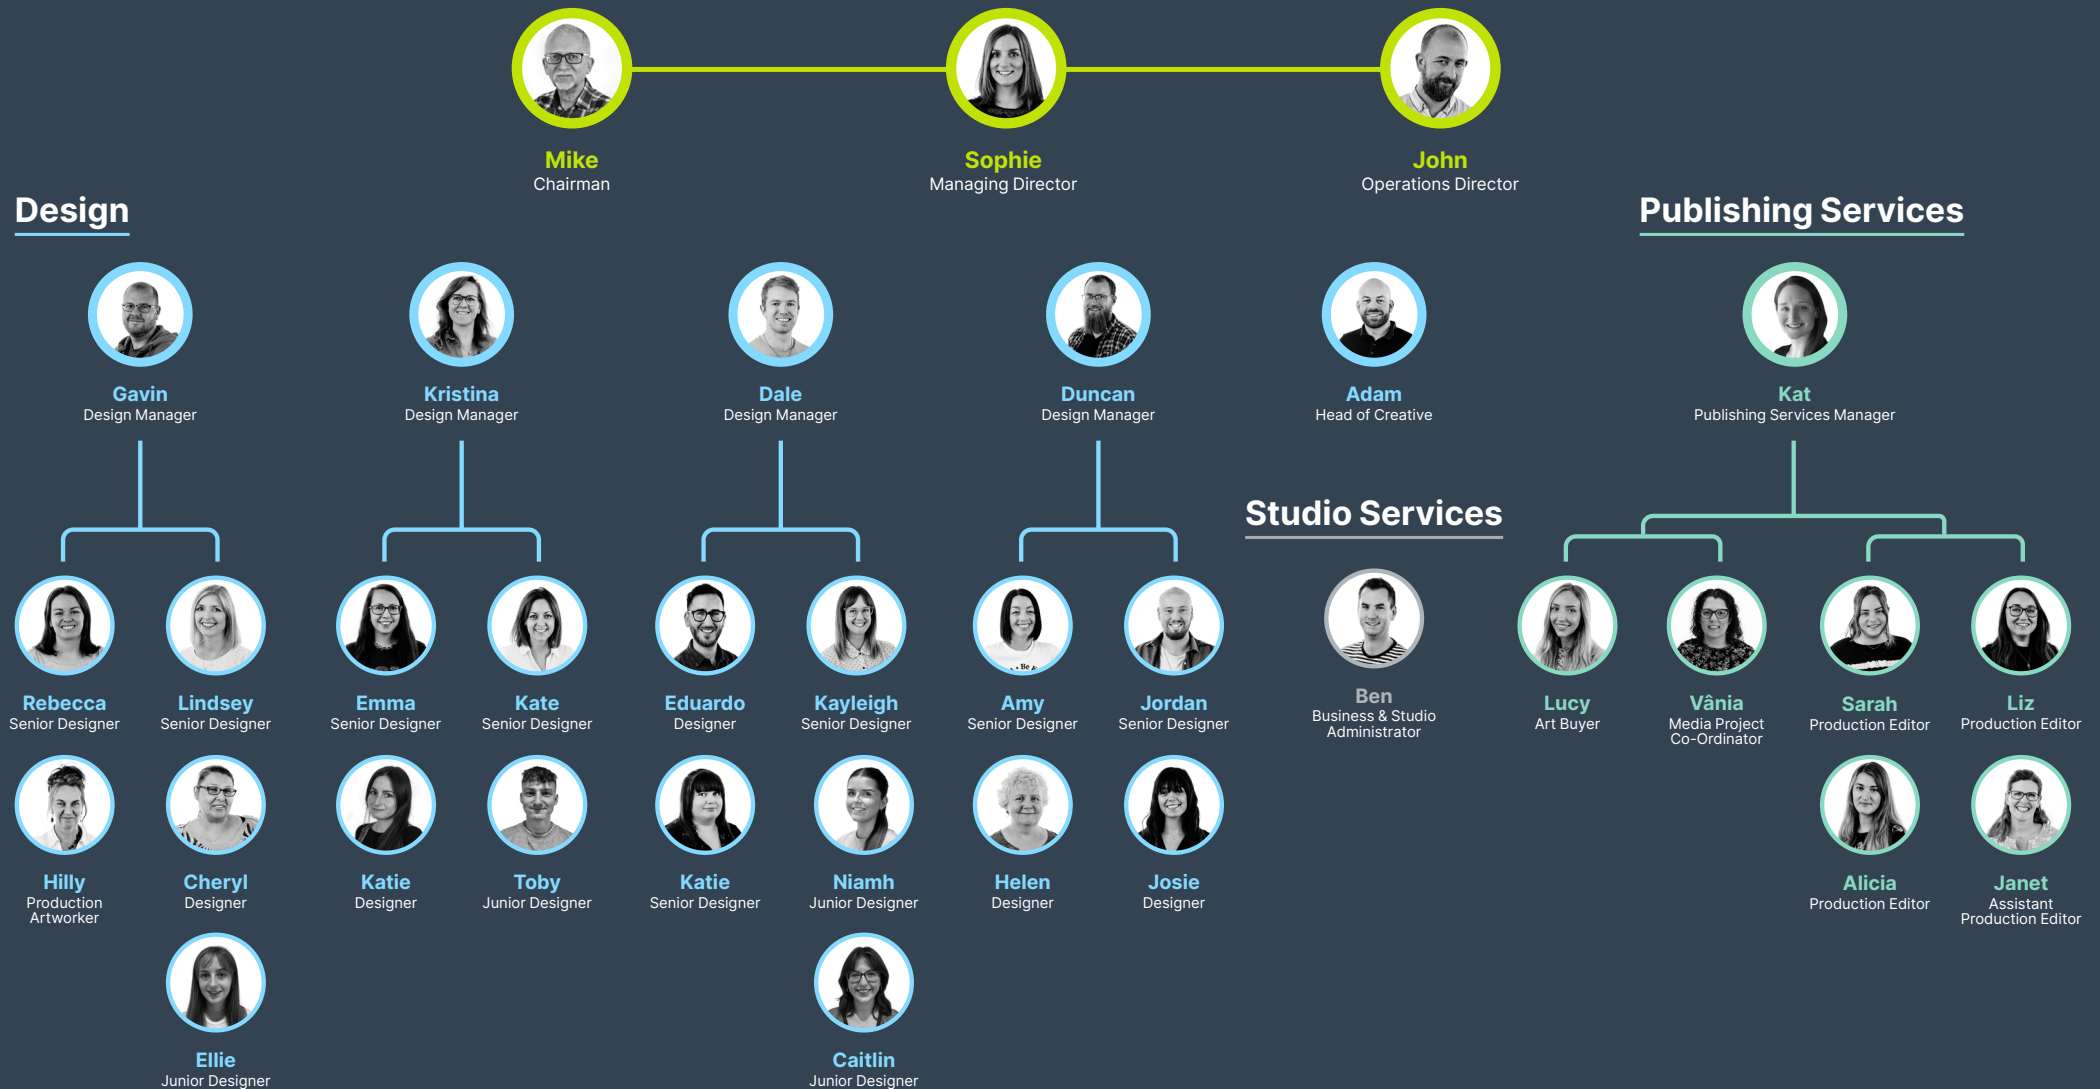 Mike
Chairman
Sophie
Managing Director
John
Operations Director
Design
Publishing Services
Gavin
Design Manager
Kristina
Design Manager
Dale
Design Manager
Duncan
Design Manager
Adam
Head of Creative
Kat
Publishing Services Manager
Studio Services
Rebecca
Senior Designer
Lindsey
Senior Designer
Emma
Senior Designer
Kate
Senior Designer
Eduardo
Designer
Kayleigh
Senior Designer
Amy
Senior Designer
Jordan
Senior Designer
Ben
Business & Studio
Administrator
Lucy
Art Buyer
Vânia
Media Project
Co-Ordinator
Sarah
Production Editor
Liz
Production Editor
Hilly
Production
Artworker
Cheryl
Designer
Katie
Designer
Toby
Junior Designer
Katie
Senior Designer
Niamh
Junior Designer
Helen
Designer
Josie
Designer
Alicia
Production Editor
Janet
Assistant
Production Editor
Ellie
Junior Designer
Caitlin
Junior Designer